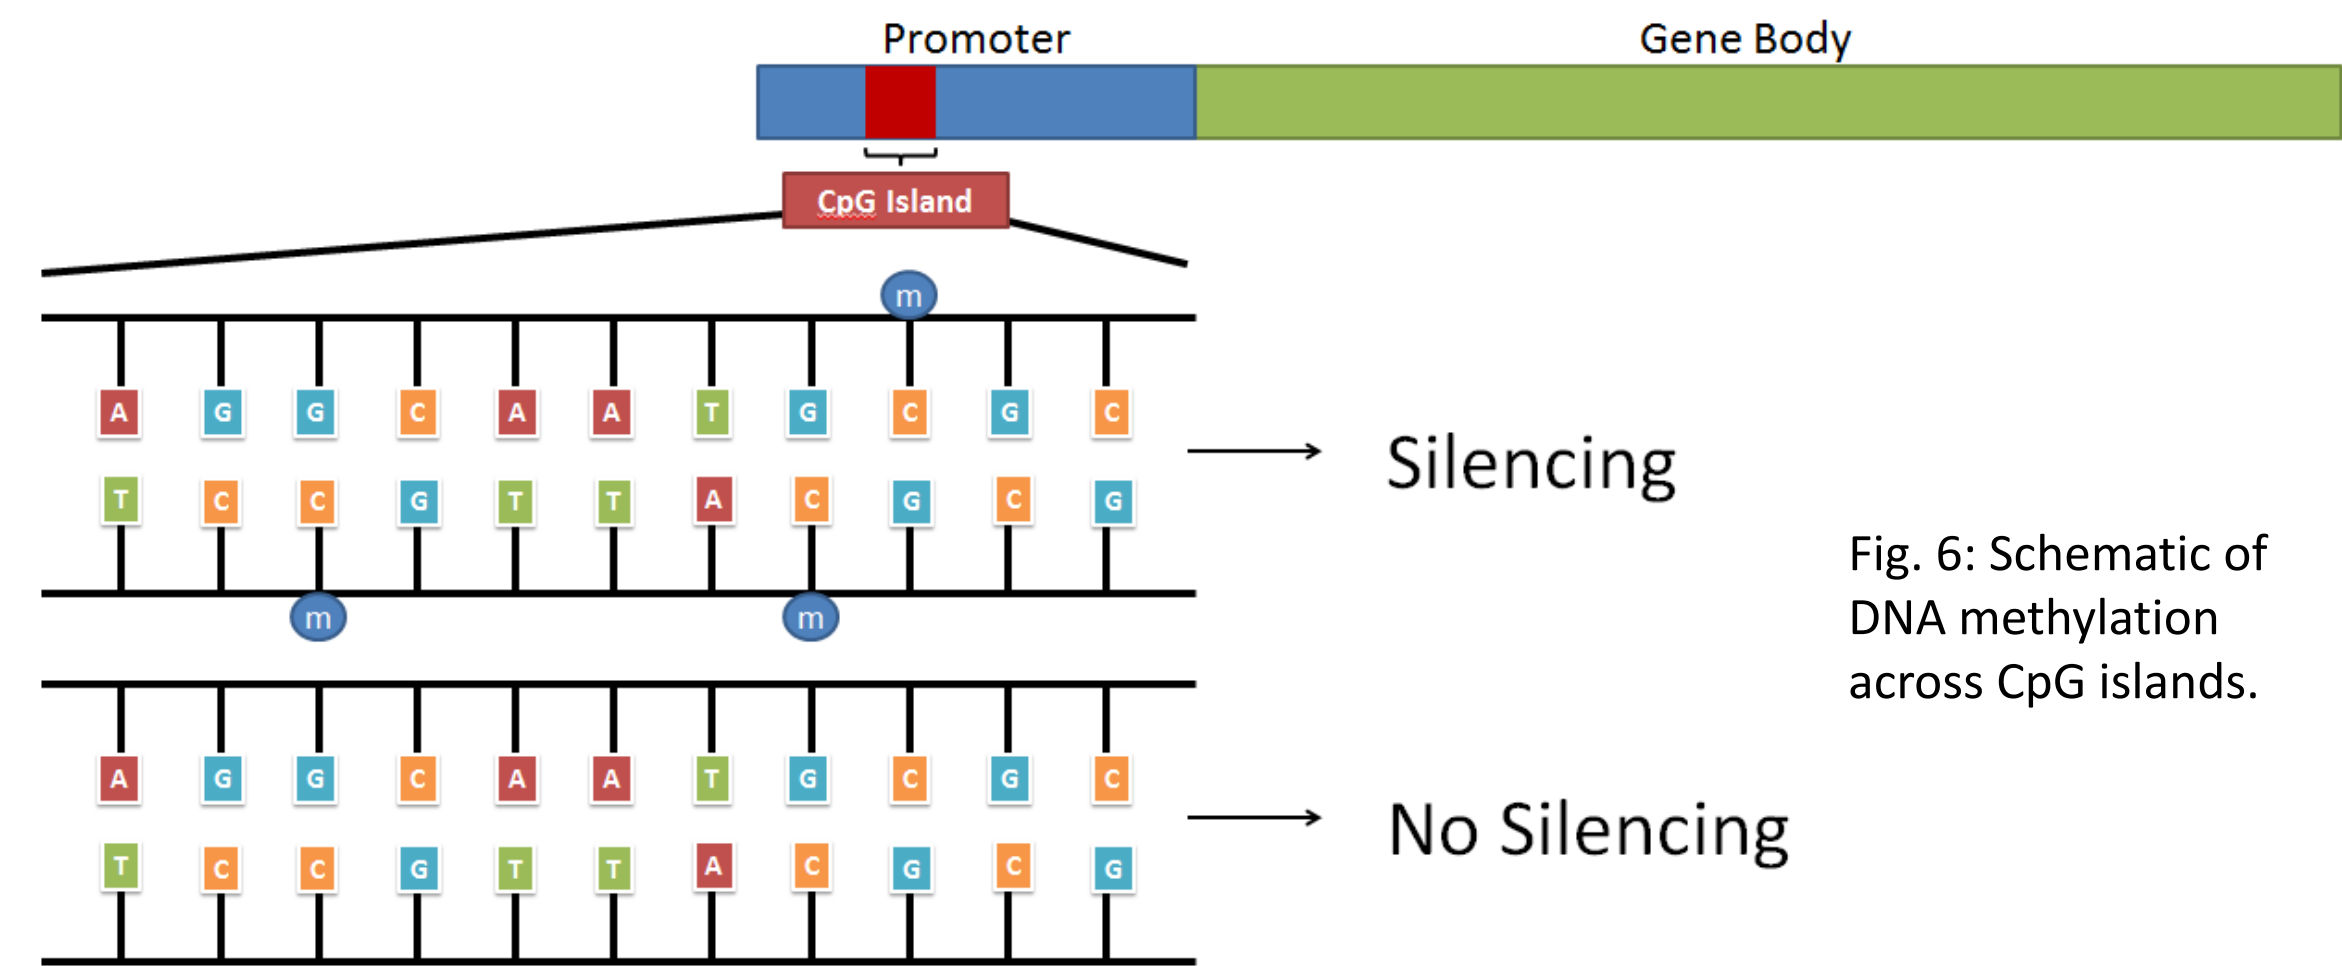 Promoter Gene Body
CpG Island
m
A G G C A A T G C G C
T C C G T T A C G C G
m m
Silencing
Fig. 6: Schematic of
DNA methylation
across CpG islands.
A G G C A A T G C G C
T C C G T T A C G C G
No Silencing